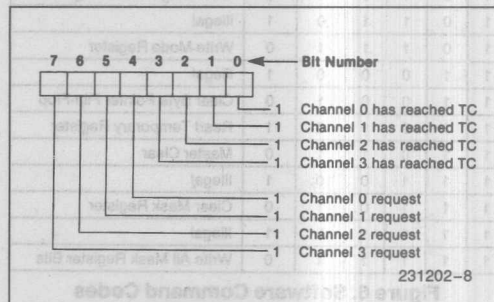 7 6 5 4 3 2 1 0 Bit Number
1 Channel 0 has reached TC
1 Channel 1 has reached TC
1 Channel 2 has reached TC
1 Channel 3 has reached TC
1 Channel 0 request
1 Channel 1 request
1 Channel 2 request
1 Channel 3 request
231202-8